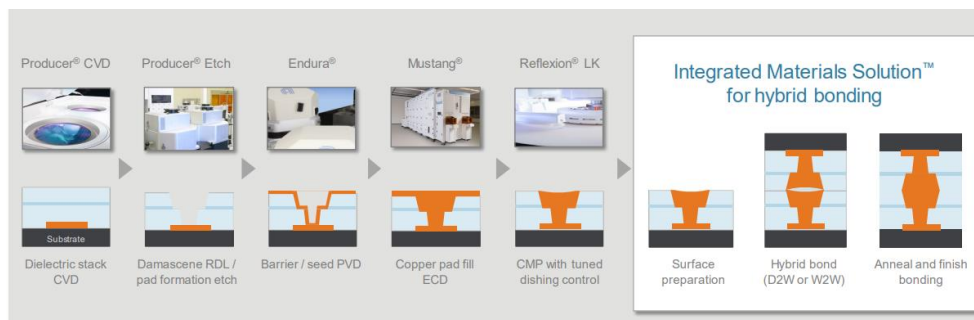 Producer® CVD
Producer® Etch
Endura®
Mustang®
Reflexion® LK
Integrated Materials Solution™
for hybrid bonding
Substrate
Dielectric stack
CVD
Damascene RDL /
pad formation etch
Barrier / seed PVD
Copper pad fill
ECD
CMP with tuned
dishing control
Surface
preparation
Hybrid bond
(D2W or W2W)
Anneal and finish
bonding